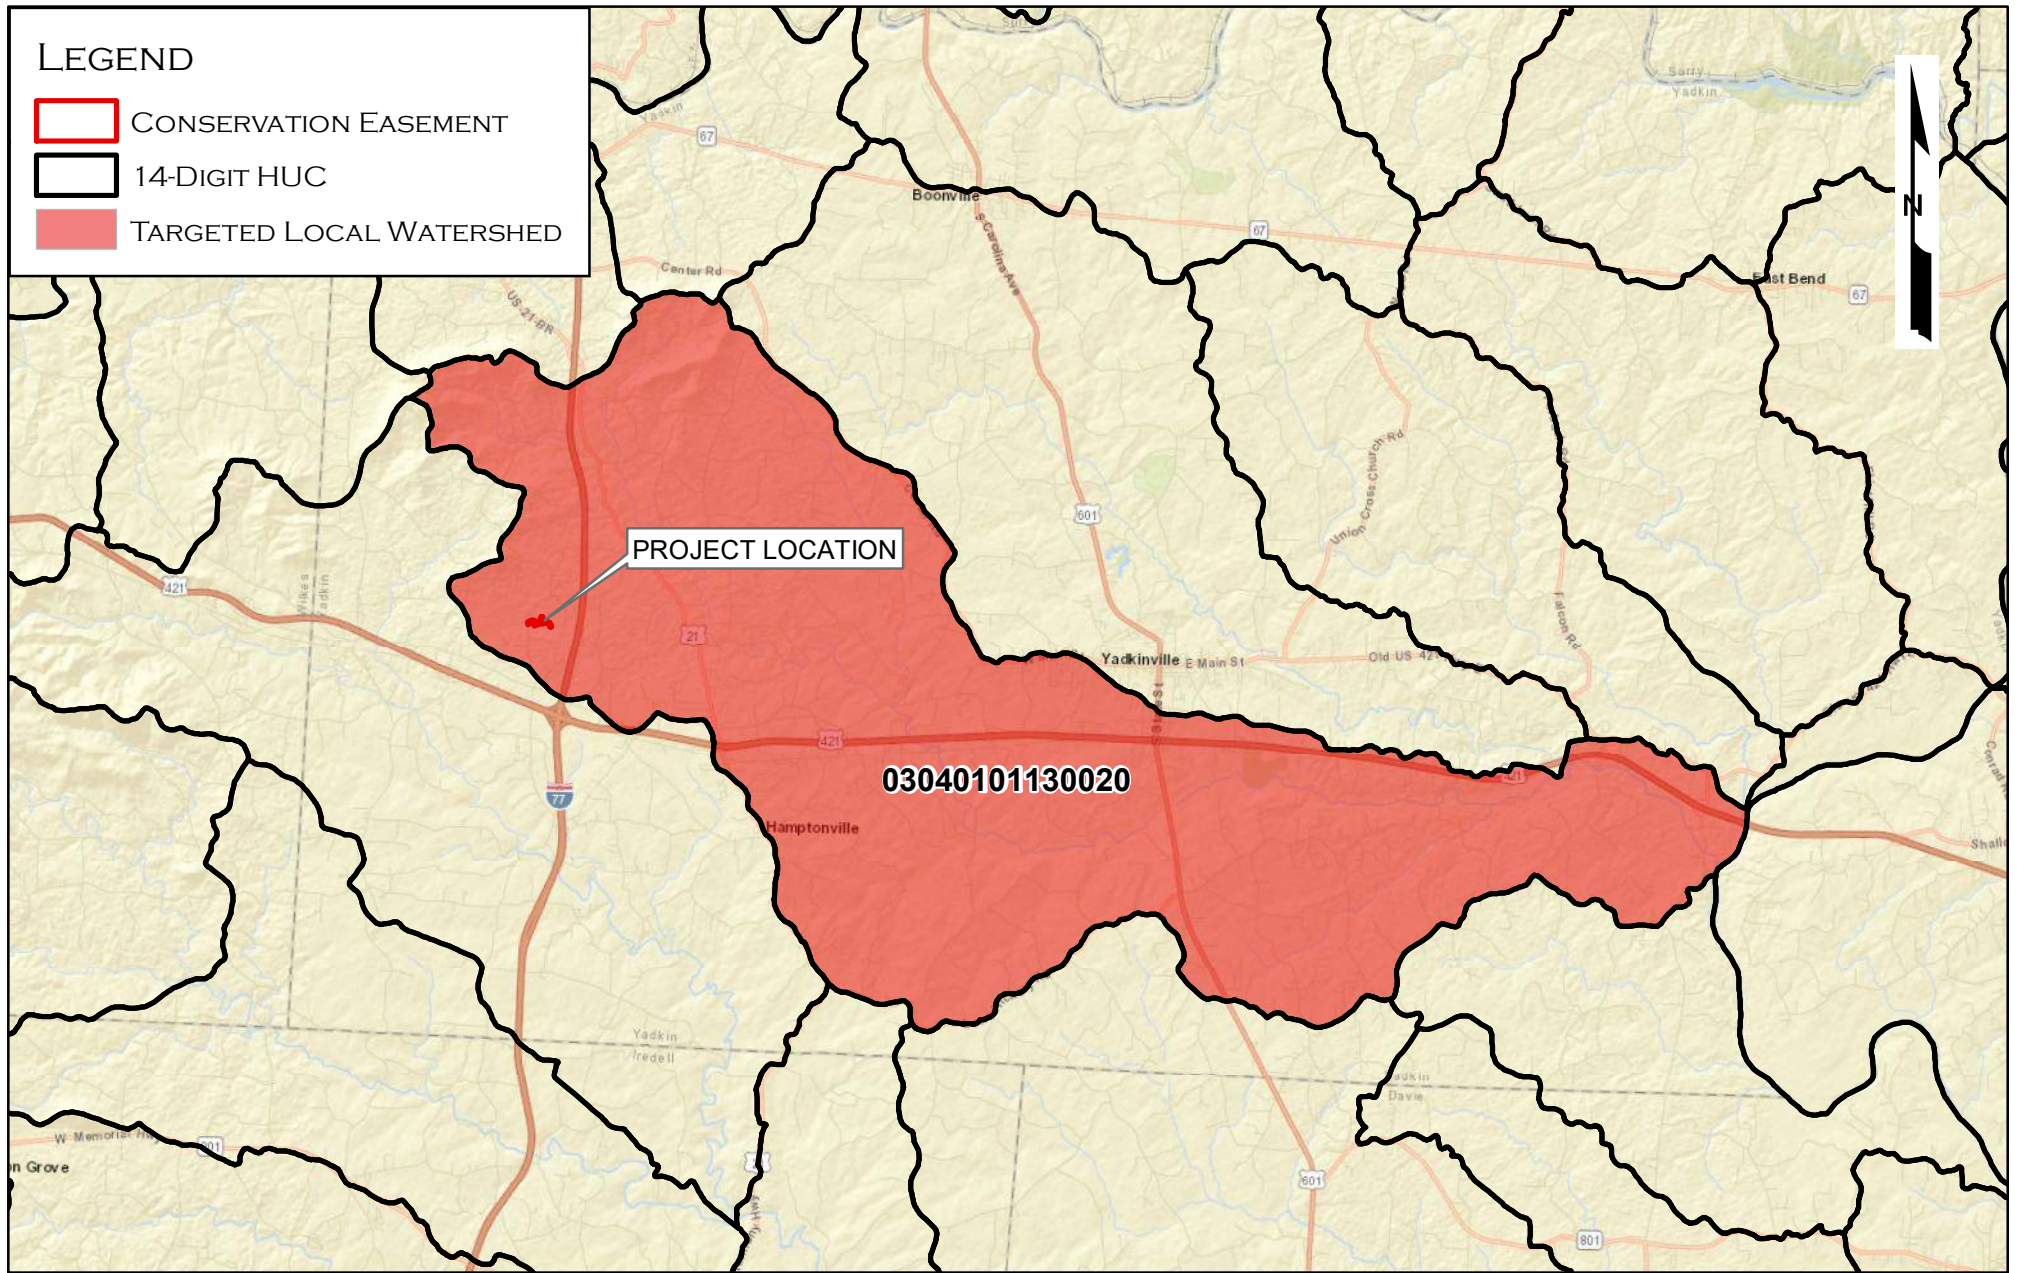 LEGEND
CONSERVATION EASEMENT
14-DIGIT HUC
TARGETED LOCAL WATERSHED
Surry
Surry
Yadkin
N
Yadkin
67
Boonville
S Carolina Ave
67
Center Rd
US-21-BR
East Bend
67
Union Cross Church Rd
601
PROJECT LOCATION
421
Wilkes
Yadkin
21
Falcon Rd
Yadkinville
E Main St
Old US 421
421
03040101130020
421
77
Hamptonville
Yadkin
Iredell
Davie
W Memorial Hwy
601
801